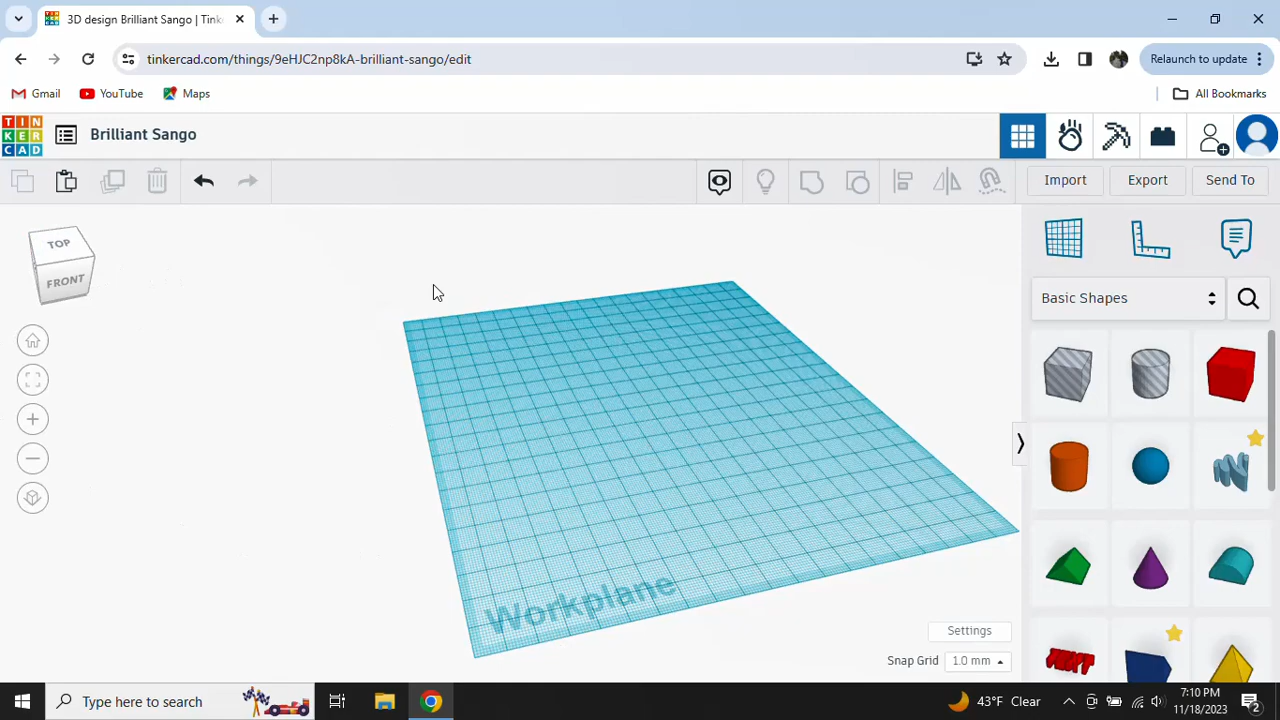 3D design Brilliant Sango | Tink
tinkercad.com/things/9eHJC2np8kA-brilliant-sango/edit
Relaunch to update
Gmail
YouTube
Maps
All Bookmarks
TIN
KER
CAD
Brilliant Sango
Import
Export
Send To
TOP
FRONT
Basic Shapes
Workplane
TEXT
Settings
Snap Grid
1.0 mm
Type here to search
43°F Clear
7:10 PM
11/18/2023
2